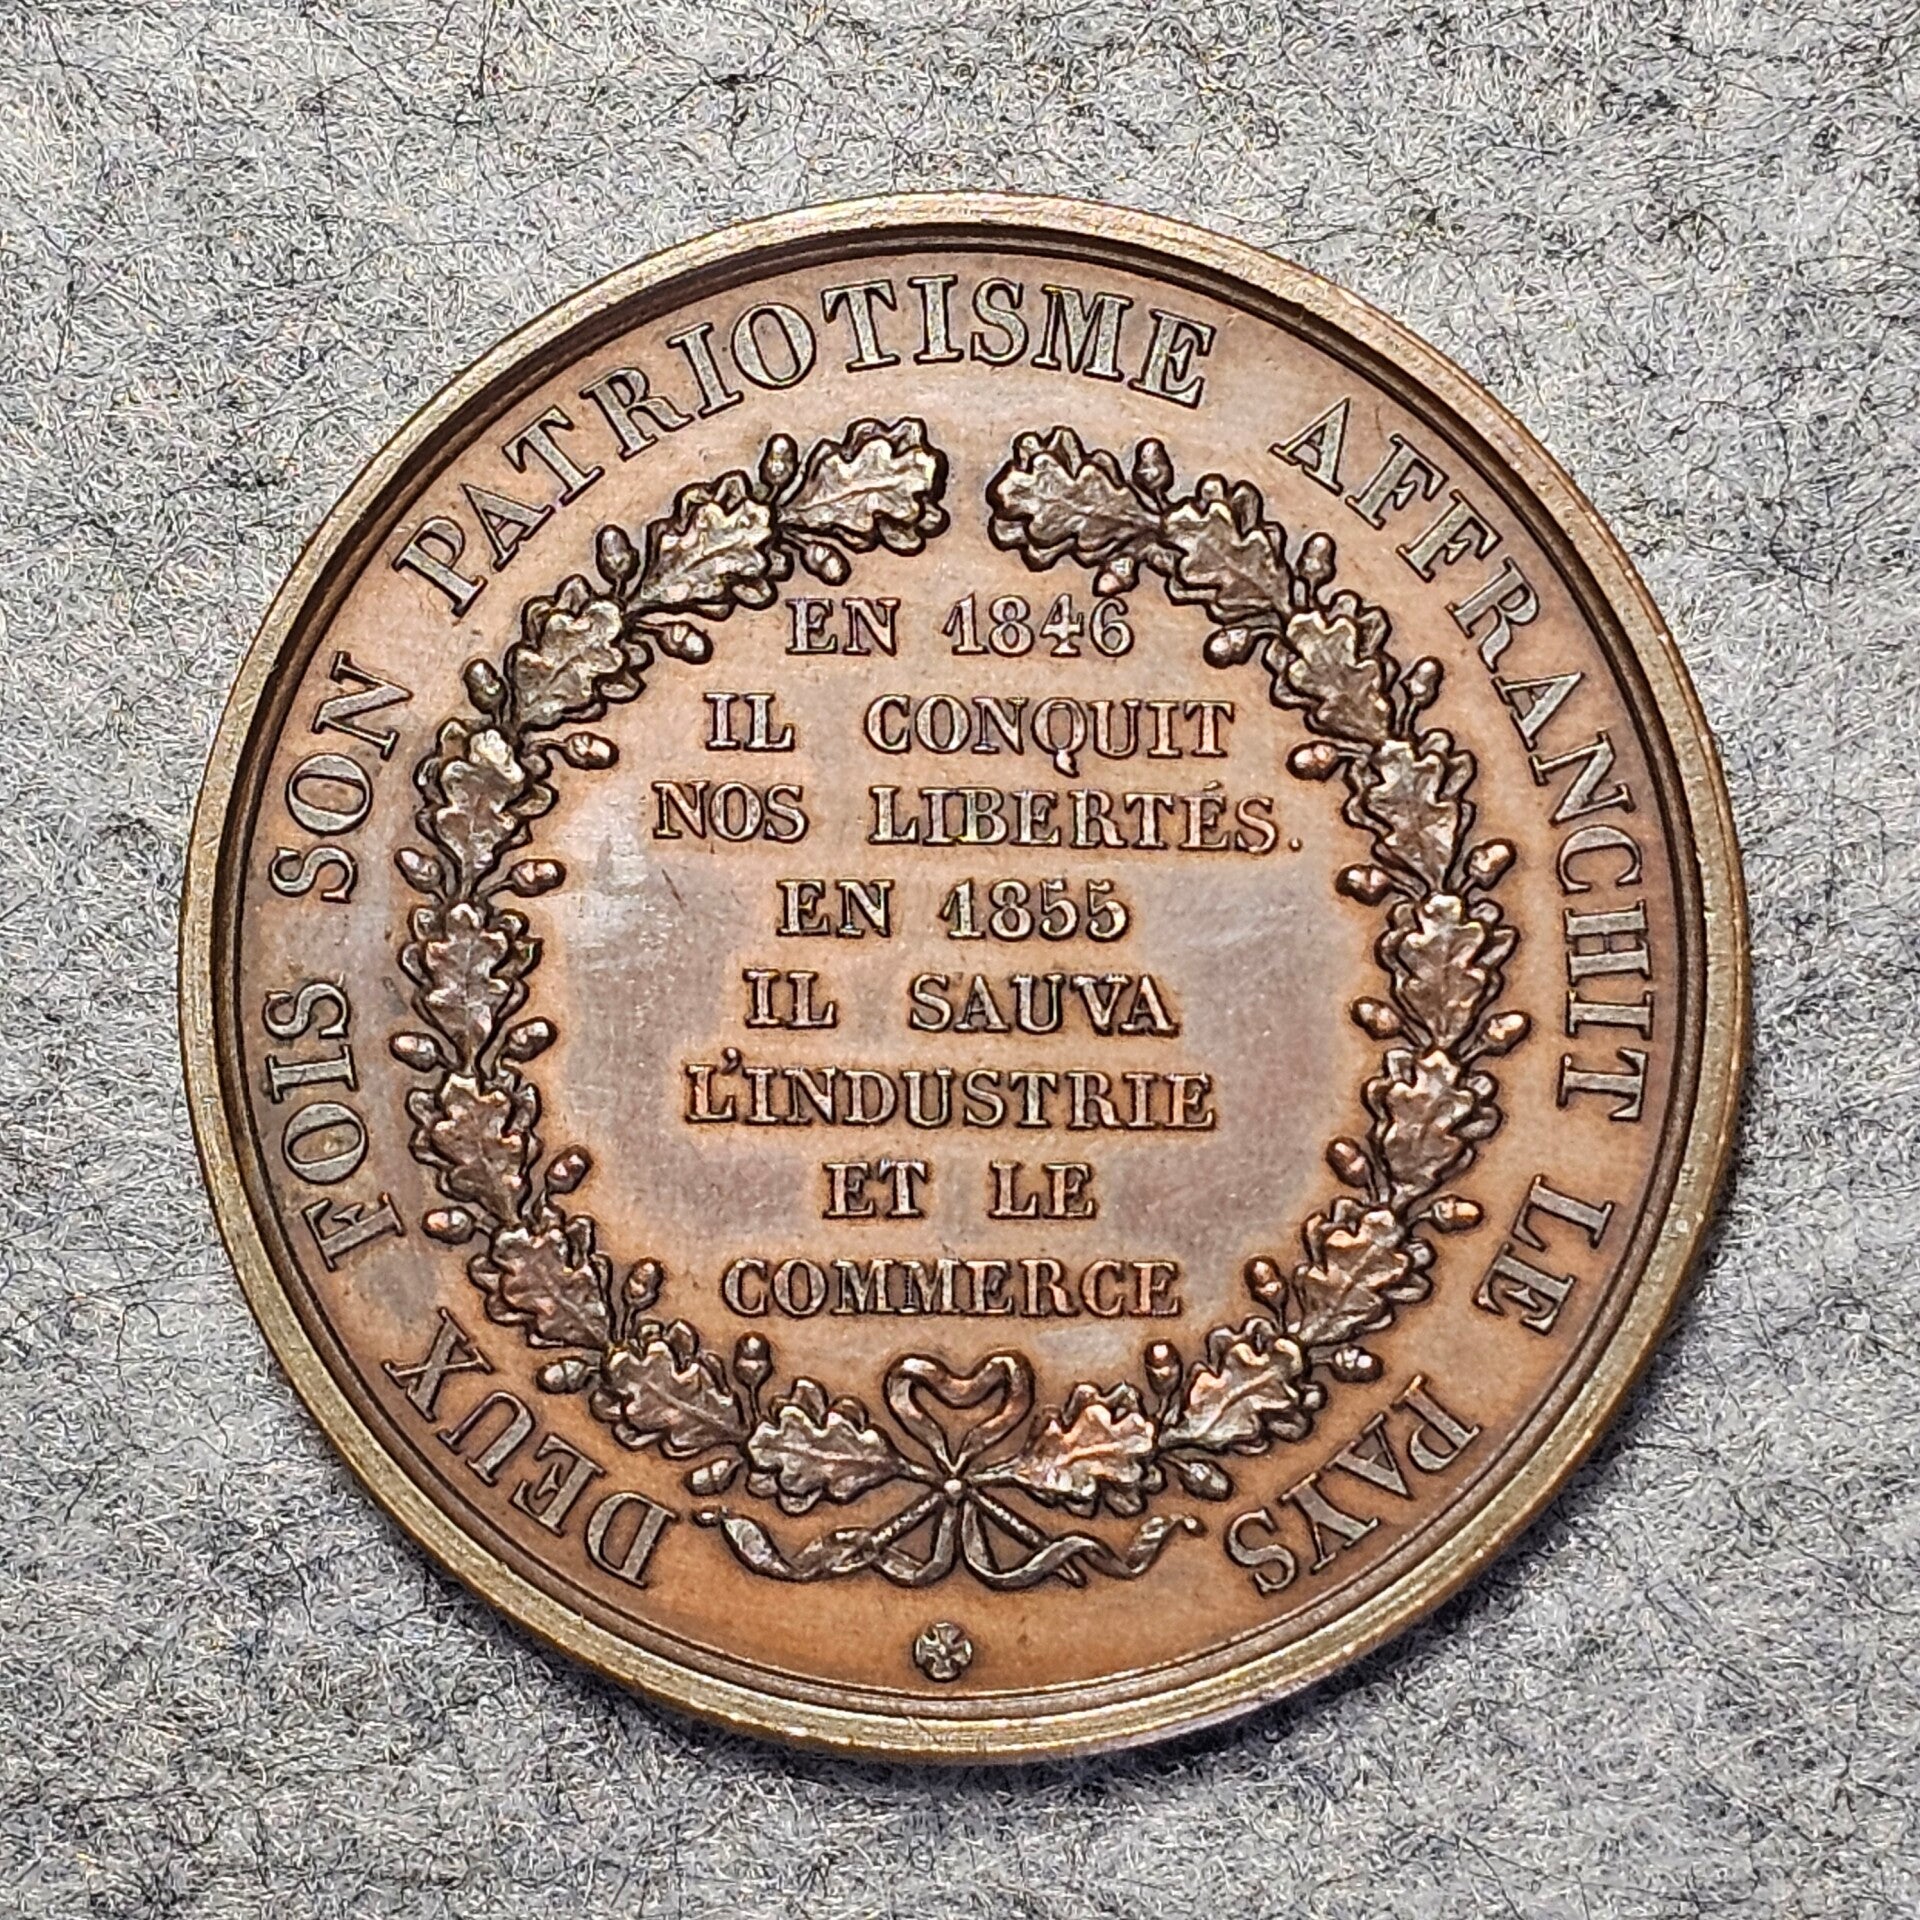 DEUX FOIS SON PATRIOTISME AFFRANCHIT LE PAYS
EN 1846
IL CONQUIT
NOS LIBERTÉS.
EN 1855
IL SAUVA
L'INDUSTRIE
ET LE
COMMERCE